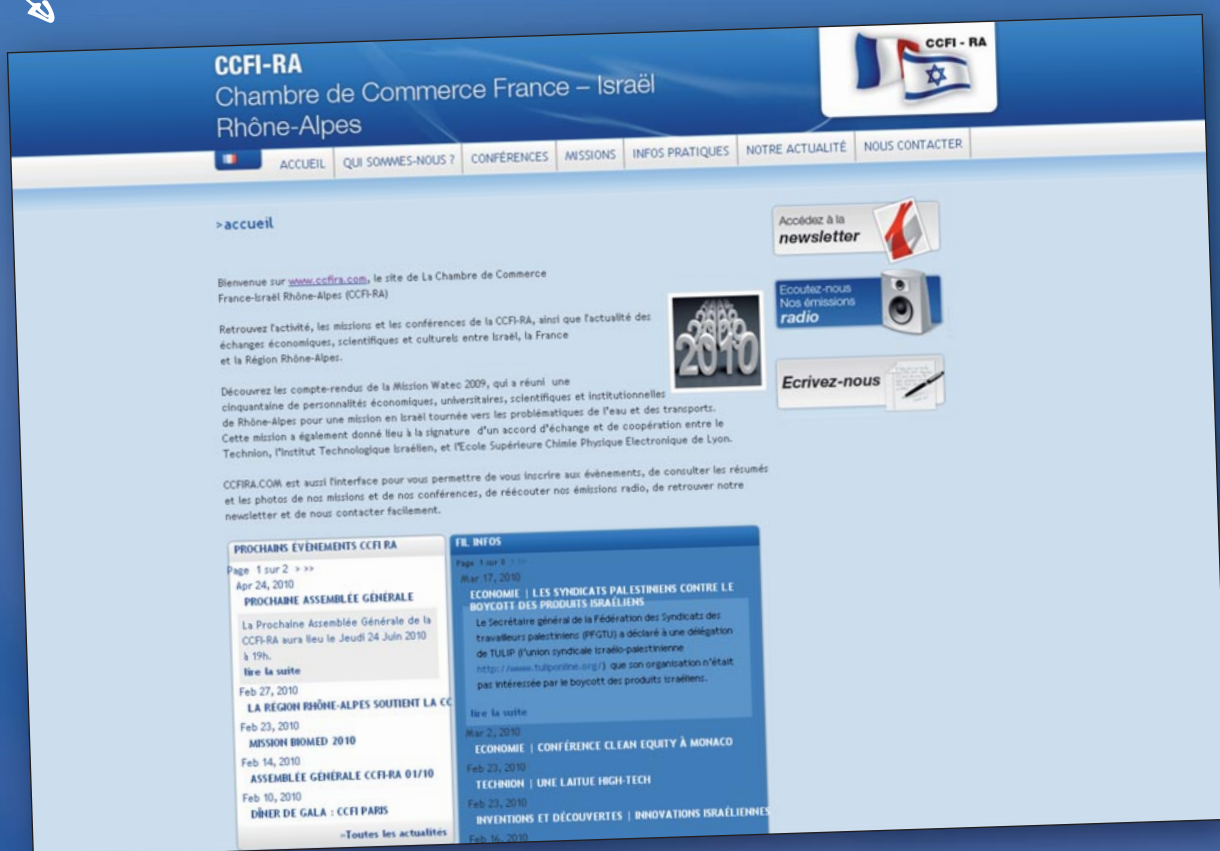 CCFI-RA
Chambre de Commerce France – Israël
Rhône-Alpes
CCFI - RA
ACCUEIL
QUI SOMMES-NOUS ?
CONFÉRENCES
MISSIONS
INFOS PRATIQUES
NOTRE ACTUALITÉ
NOUS CONTACTER
>accueil
Bienvenue sur www.ccfira.com, le site de La Chambre de Commerce
France-Israël Rhône-Alpes (CCFI-RA)
Retrouvez l'activité, les missions et les conférences de la CCFI-RA, ainsi que l'actualité des
échanges économiques, scientifiques et culturels entre Israël, la France
et la Région Rhône-Alpes.
2010
Découvrez les compte-rendus de la Mission Watec 2009, qui a réuni une
cinquantaine de personnalités économiques, universitaires, scientifiques et institutionnelles
de Rhône-Alpes pour une mission en Israël tournée vers les problématiques de l'eau et des transports.
Cette mission a également donné lieu à la signature d'un accord d'échange et de coopération entre le
Technion, l'Institut Technologique Israélien, et l'Ecole Supérieure Chimie Physique Electronique de Lyon.
CCFIRA.COM est aussi l'interface pour vous permettre de vous inscrire aux évènements, de consulter les résumés
et les photos de nos missions et de nos conférences, de réécouter nos émissions radio, de retrouver notre
newsletter et de nous contacter facilement.
Accédez à la
newsletter
Ecoutez-nous
Nos émissions
radio
Ecrivez-nous
PROCHAINS ÉVÈNEMENTS CCFI RA
Page 1 sur 2 > >>
Apr 24, 2010
PROCHAINE ASSEMBLÉE GÉNÉRALE
La Prochaine Assemblée Générale de la
CCFI-RA aura lieu le Jeudi 24 Juin 2010
à 19h.
lire la suite
Feb 27, 2010
LA RÉGION RHÔNE-ALPES SOUTIENT LA CC
Feb 23, 2010
MISSION BIOMED 2010
Feb 14, 2010
ASSEMBLÉE GÉNÉRALE CCFI-RA 01/10
Feb 10, 2010
DÎNER DE GALA : CCFI PARIS
»Toutes les actualités
FIL INFOS
Page 1 sur
Mar 17, 2010
ECONOMIE | LES SYNDICATS PALESTINIENS CONTRE LE
BOYCOTT DES PRODUITS ISRAÉLIENS
Le Secrétaire général de la Fédération des Syndicats des
travailleurs palestiniens (PFGTU) a déclaré à une délégation
de TULIP (l'union syndicale israélo-palestinienne
http://www.tuliponline.org/) que son organisation n'était
pas intéressée par le boycott des produits israéliens.
lire la suite
Mar 2, 2010
ECONOMIE | CONFÉRENCE CLEAN EQUITY À MONACO
Feb 23, 2010
TECHNION | UNE LAITUE HIGH-TECH
Feb 23, 2010
INVENTIONS ET DÉCOUVERTES | INNOVATIONS ISRAÉLIENNES
Feb 16, 2010